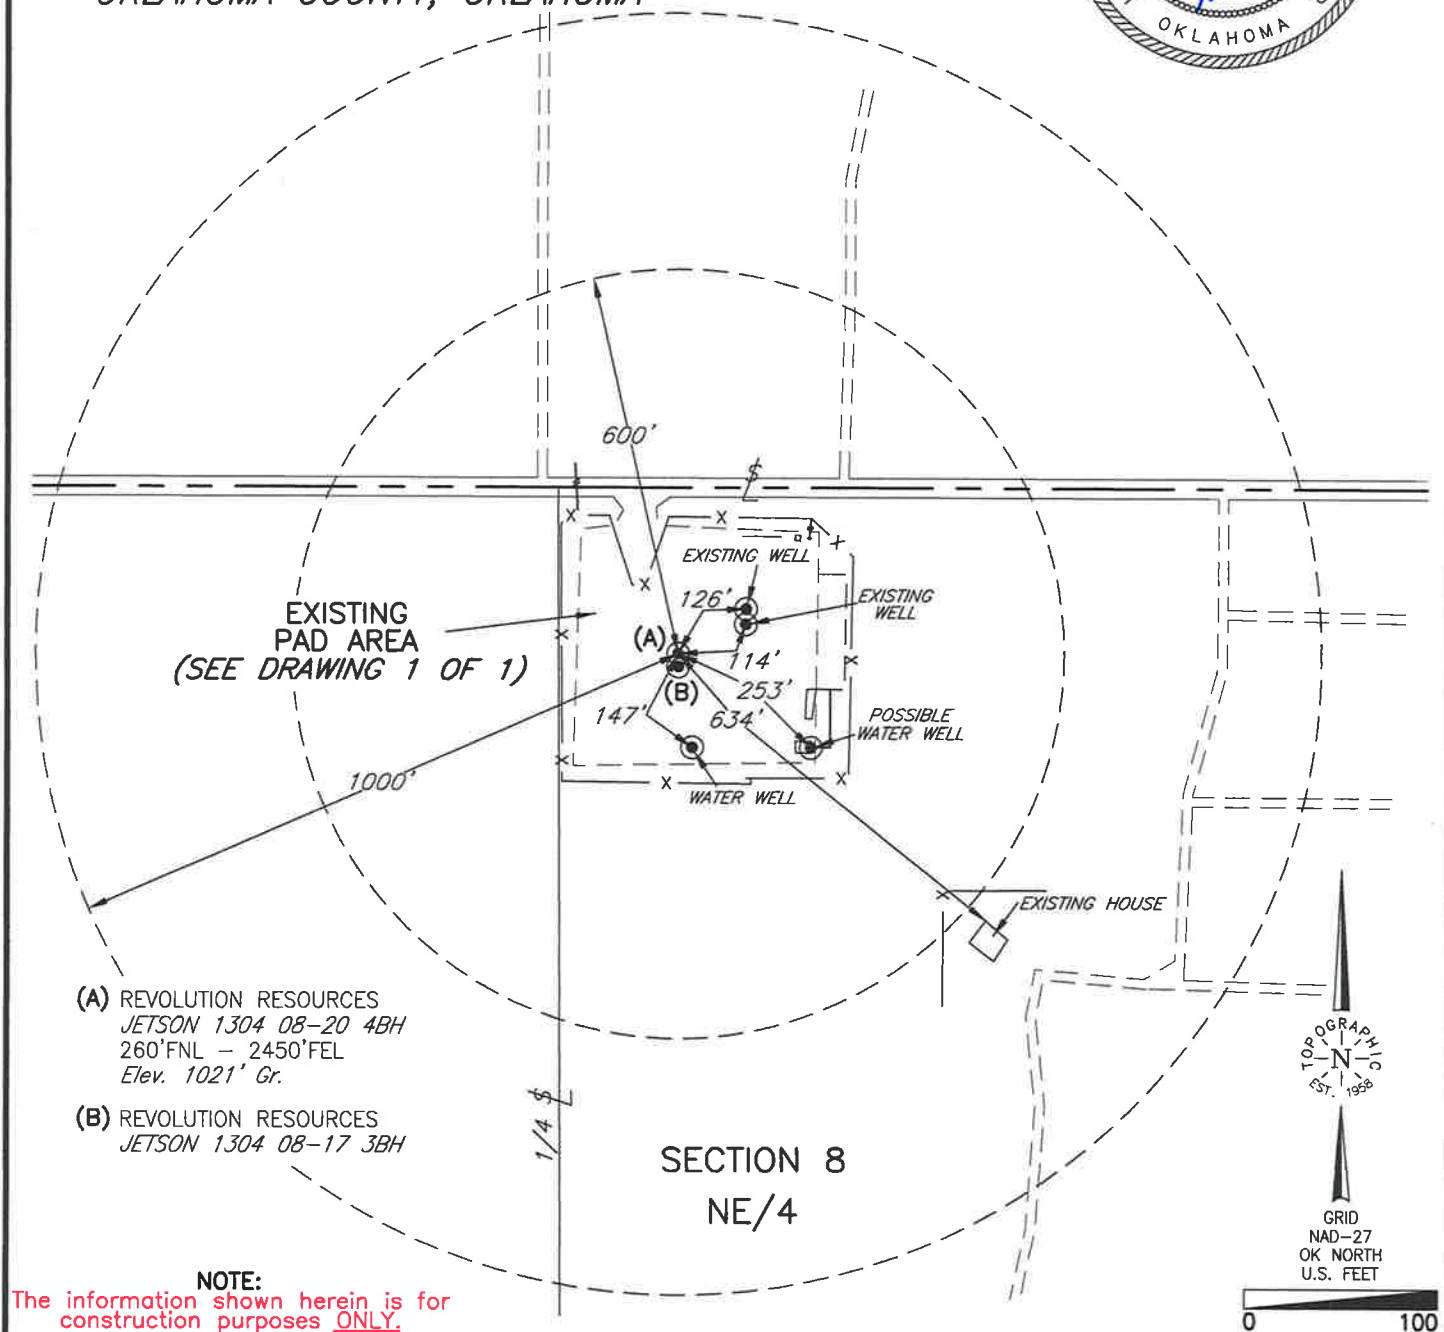 OKLAHOMA COUNTY, OKLAHOMA
OKLAHOMA
600'
EXISTING WELL
EXISTING
WELL
126'
EXISTING
PAD AREA
(SEE DRAWING 1 OF 1)
(A)
114'
(B)
253'
147'
634'
POSSIBLE
WATER WELL
1000'
WATER WELL
EXISTING HOUSE
(A) REVOLUTION RESOURCES
JETSON 1304 08-20 4BH
260'FNL - 2450'FEL
Elev. 1021' Gr.
(B) REVOLUTION RESOURCES
JETSON 1304 08-17 3BH
1/4
SECTION 8
NE/4
TOPOGRAPHIC
N
EST. 1958
GRID
NAD-27
OK NORTH
U.S. FEET
0 100
NOTE:
The information shown herein is for
construction purposes ONLY.